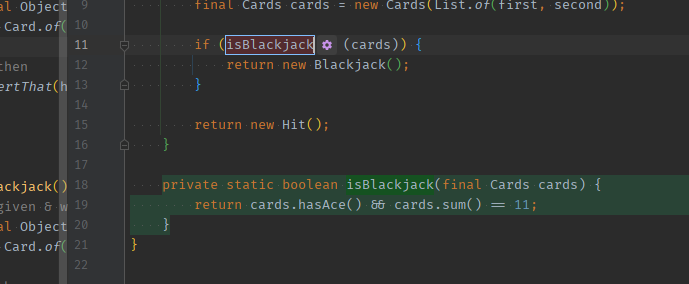 al Object
9 final Cards cards = new Cards(List.of(first, second));
Card.of( 10
11 if (isBlackjack (cards)) {
then 12 return new Blackjack();
ertThat(h 13 }
14
15 return new Hit();
16 }
17
ackjack() 18 private static boolean isBlackjack(final Cards cards) {
given & w 19 return cards.hasAce() && cards.sum() == 11;
al Object 20 }
Card.of( 21 }
22